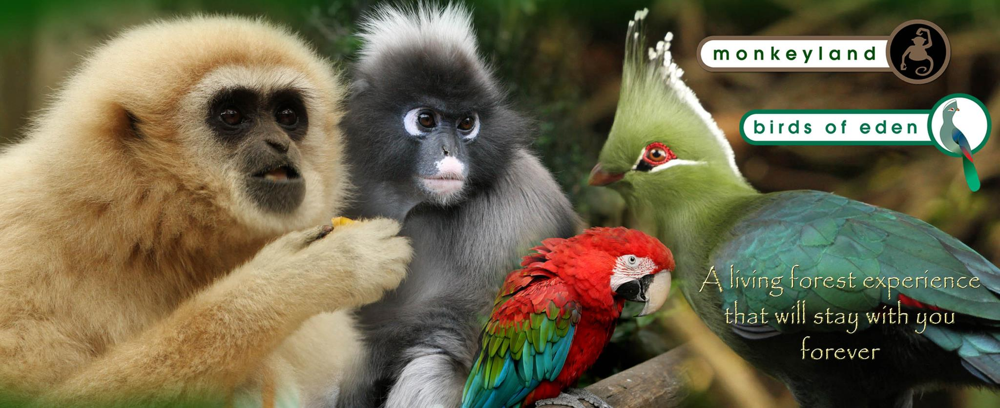 monkeyland
birds of eden
A living forest experience
that will stay with you
forever